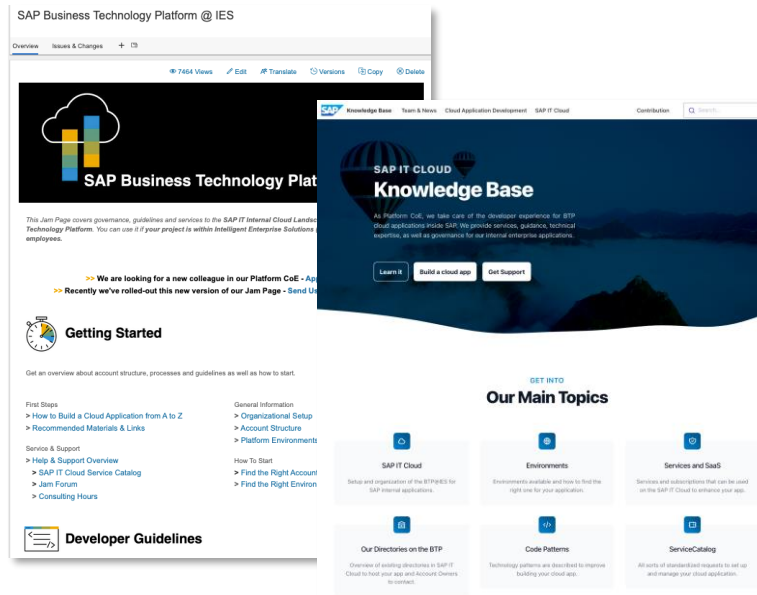 SAP Business Technology Platform @ IES
Overview Issues & Changes
7464 Views Edit Translate Versions Copy Delete
SAP Business Technology Plat
This Jam Page covers governance, guidelines and services to the SAP IT Internal Cloud Landsc
Technology Platform. You can use it if your project is within Intelligent Enterprise Solutions
employees.
>> We are looking for a new colleague in our Platform CoE - Ap
>> Recently we've rolled-out this new version of our Jam Page - Send Us
Getting Started
Get an overview about account structure, processes and guidelines as well as how to start.
First Steps
> How to Build a Cloud Application from A to Z
> Recommended Materials & Links
Service & Support
> Help & Support Overview
> SAP IT Cloud Service Catalog
> Jam Forum
> Consulting Hours
General Information
> Organizational Setup
> Account Structure
> Platform Environments
How To Start
> Find the Right Account
> Find the Right Environ
Developer Guidelines
SAP Knowledge Base Team & News Cloud Application Development SAP IT Cloud Contribution Search...
SAP IT CLOUD
Knowledge Base
As Platform CoE, we take care of the developer experience for BTP
cloud applications inside SAP. We provide services, guidance, technical
expertise, as well as governance for our internal enterprise applications.
Learn it Build a cloud app Get Support
GET INTO
Our Main Topics
SAP IT Cloud
Setup and organization of the BTP@IES for
SAP internal applications.
Environments
Environments available and how to find the
right one for your application.
Services and SaaS
Services and subscriptions that can be used
on the SAP IT Cloud to enhance your app.
Our Directories on the BTP
Overview of existing directories in SAP IT
Cloud to host your app and Account Owners
to contact.
Code Patterns
Technology patterns are described to improve
building your cloud app.
ServiceCatalog
All sorts of standardized requests to set up
and manage your cloud application.